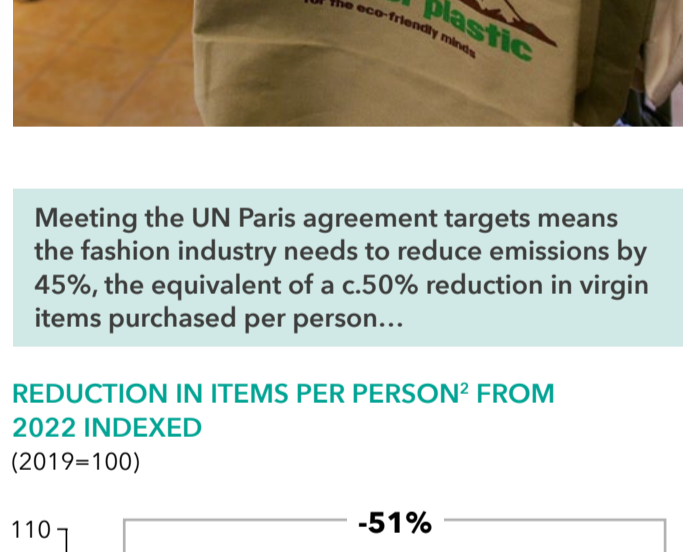 plastic
for the eco-friendly minds
Meeting the UN Paris agreement targets means
the fashion industry needs to reduce emissions by
45%, the equivalent of a c.50% reduction in virgin
items purchased per person...
REDUCTION IN ITEMS PER PERSON² FROM
2022 INDEXED
(2019=100)
-51%
110